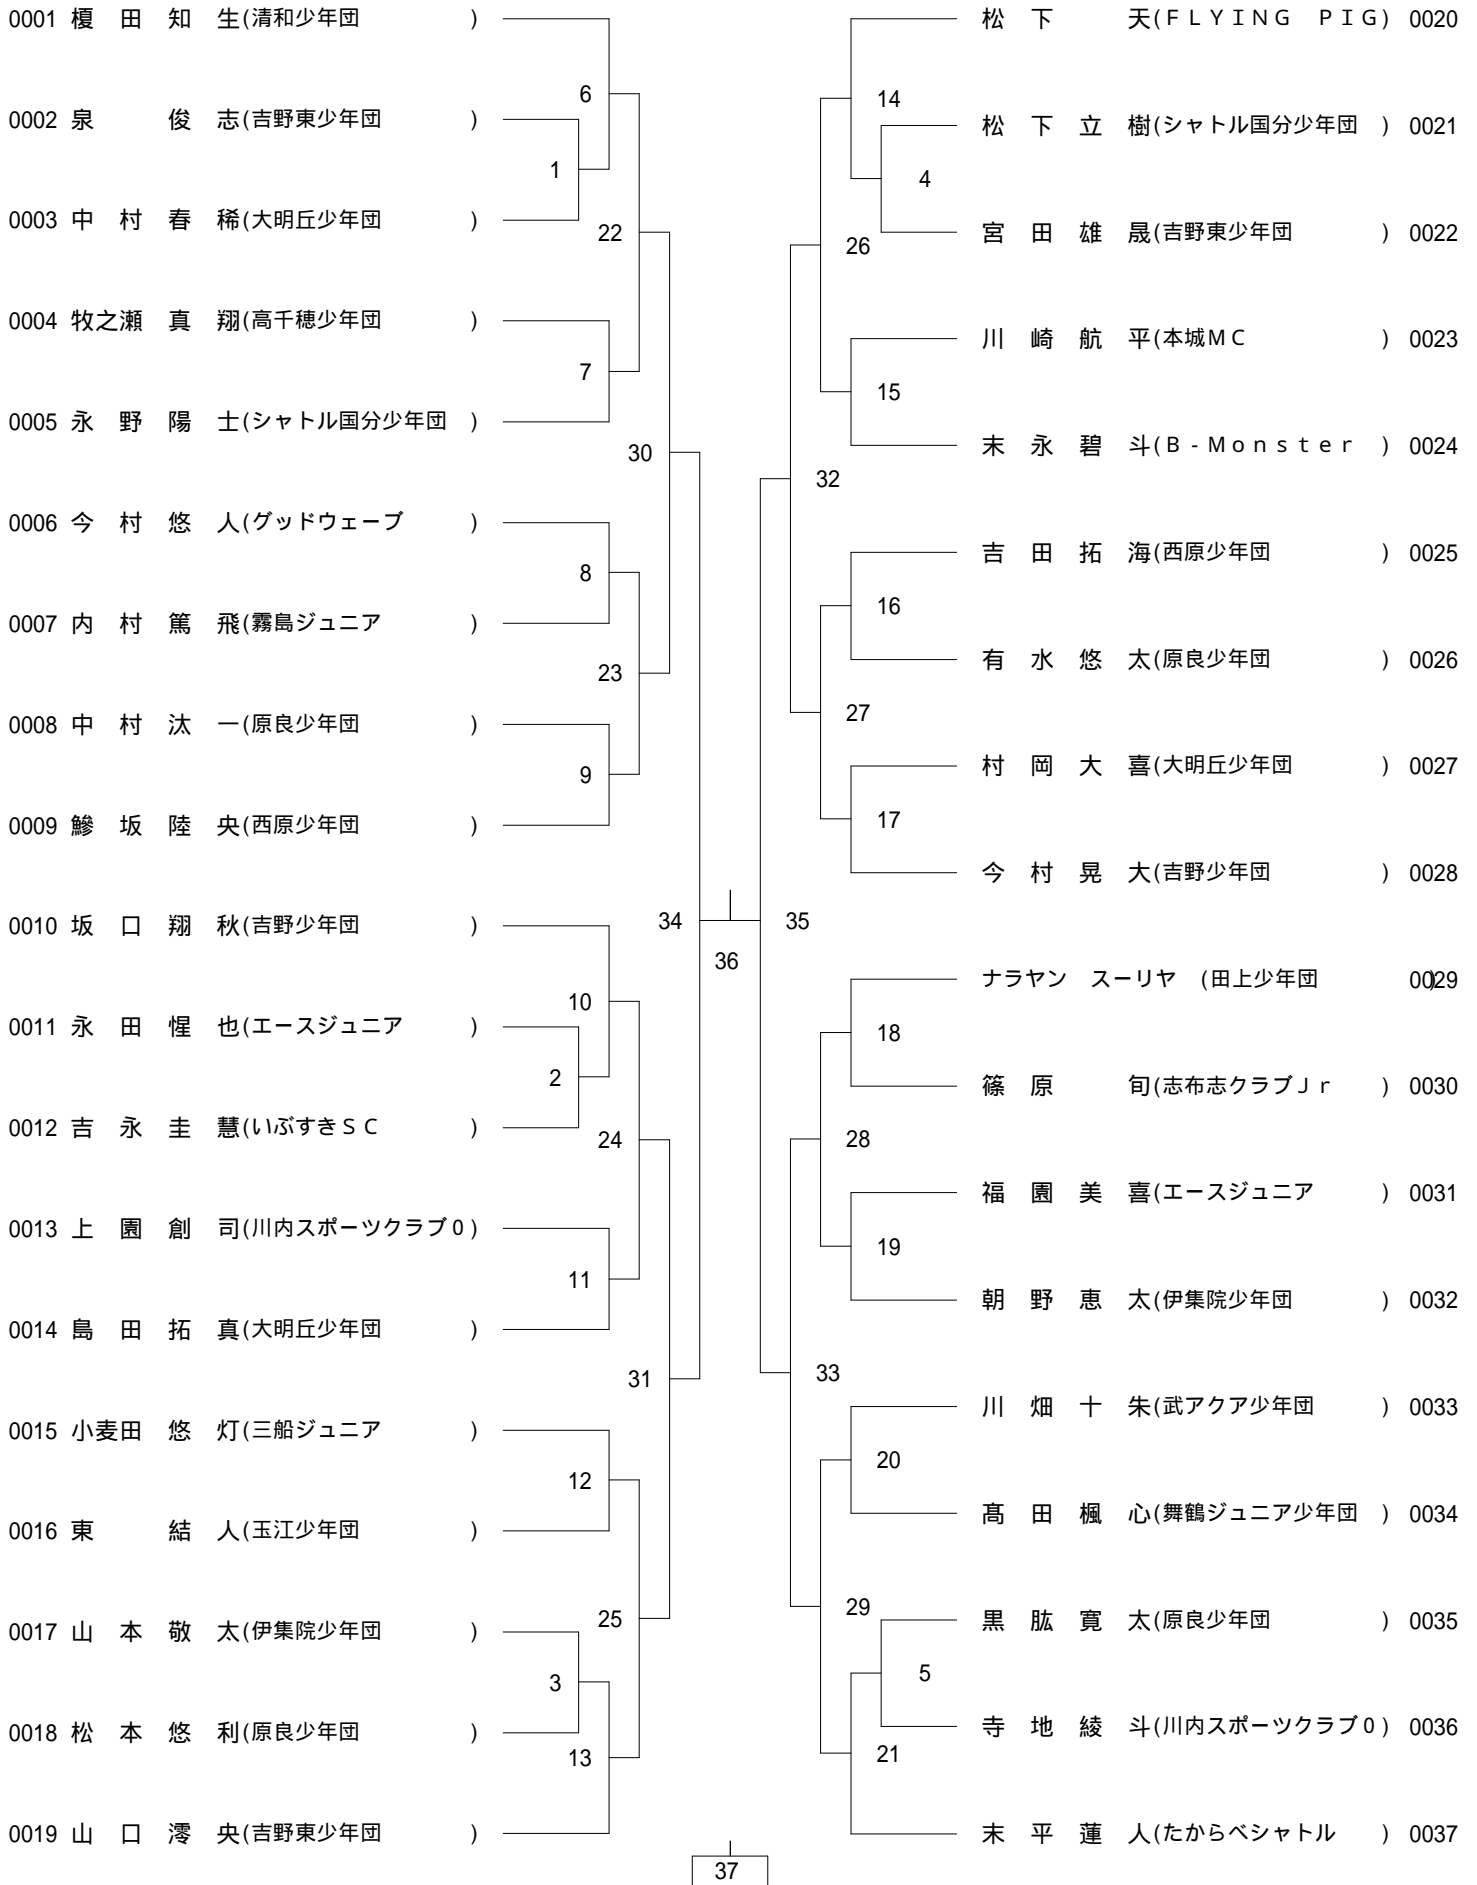 0001 榎 田 知 生(清和少年団 )
6
0002 泉 俊 志(吉野東少年団 )
1
0003 中 村 春 稀(大明丘少年団 )
22
0004 牧之瀬 真 翔(高千穂少年団 )
7
0005 永 野 陽 士(シャトル国分少年団 )
30
0006 今 村 悠 人(グッドウェーブ )
8
0007 内 村 篤 飛(霧島ジュニア )
23
0008 中 村 汰 一(原良少年団 )
9
0009 鰺 坂 陸 央(西原少年団 )
0010 坂 口 翔 秋(吉野少年団 )
34
10
0011 永 田 惺 也(エースジュニア )
2
0012 吉 永 圭 慧(いぶすきSC )
24
0013 上 園 創 司(川内スポーツクラブ0)
11
0014 島 田 拓 真(大明丘少年団 )
31
0015 小麦田 悠 灯(三船ジュニア )
12
0016 東 結 人(玉江少年団 )
25
0017 山 本 敬 太(伊集院少年団 )
3
0018 松 本 悠 利(原良少年団 )
13
0019 山 口 澪 央(吉野東少年団 )
36
37
松 下 天(FLYING PIG) 0020
14
松 下 立 樹(シャトル国分少年団 ) 0021
4
宮 田 雄 晟(吉野東少年団 ) 0022
26
川 崎 航 平(本城MC ) 0023
15
末 永 碧 斗(B-Monster ) 0024
32
吉 田 拓 海(西原少年団 ) 0025
16
有 水 悠 太(原良少年団 ) 0026
27
村 岡 大 喜(大明丘少年団 ) 0027
17
今 村 晃 大(吉野少年団 ) 0028
35
ナラヤン スーリヤ (田上少年団 ) 0029
18
篠 原 旬(志布志クラブJr ) 0030
28
福 園 美 喜(エースジュニア ) 0031
19
朝 野 恵 太(伊集院少年団 ) 0032
33
川 畑 十 朱(武アクア少年団 ) 0033
20
髙 田 楓 心(舞鶴ジュニア少年団 ) 0034
29
黒 肱 寛 太(原良少年団 ) 0035
5
寺 地 綾 斗(川内スポーツクラブ0) 0036
21
末 平 蓮 人(たからべシャトル ) 0037